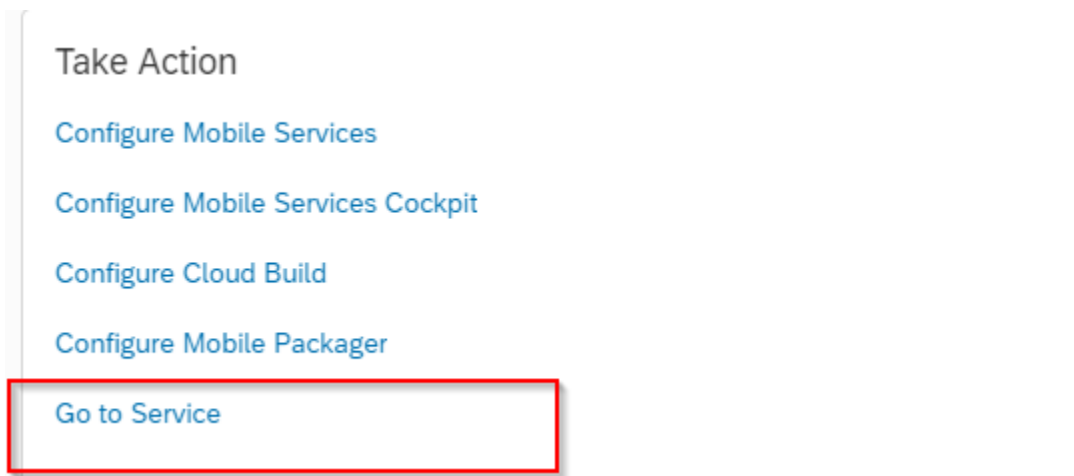 Take Action
Configure Mobile Services
Configure Mobile Services Cockpit
Configure Cloud Build
Configure Mobile Packager
Go to Service